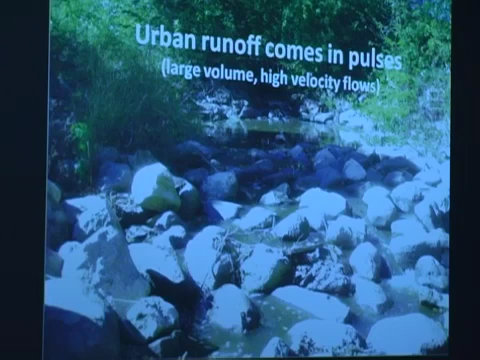 Urban runoff comes in pulses
(large volume, high velocity flows)